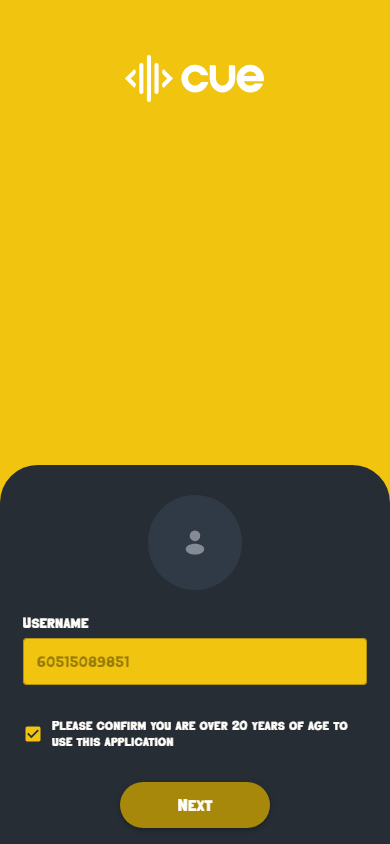 cue
Username
60515089851
Please confirm you are over 20 years of age to
use this application
Next